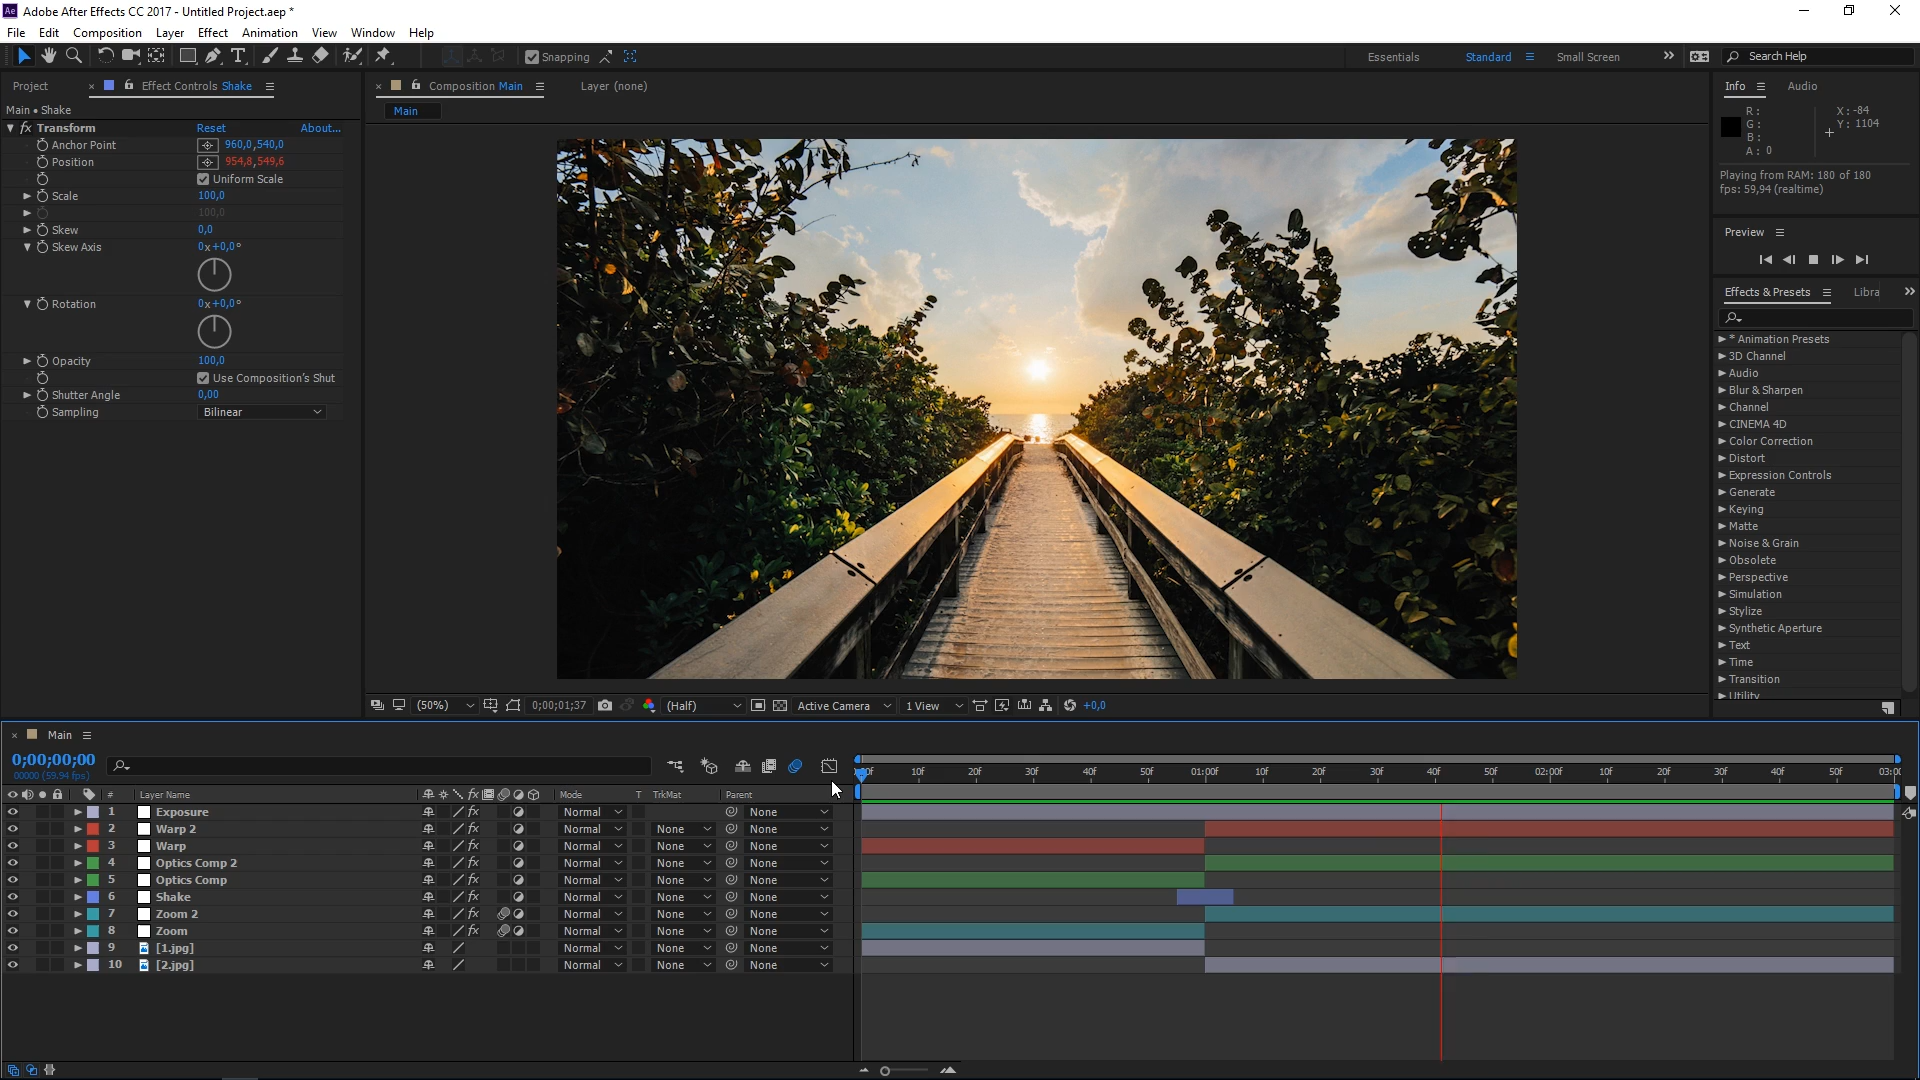 Ae Adobe After Effects CC 2017 - Untitled Project.aep *
File Edit Composition Layer Effect Animation View Window Help
Snapping Essentials Standard Small Screen Search Help
Project Effect Controls Shake
Composition Main Layer (none)
Info Audio
Main • Shake
Main
fx Transform Reset About...
Anchor Point 960,0,540,0
Position 954,8,549,6
Uniform Scale
Scale 100,0
100,0
Skew 0,0
Skew Axis 0x+0,0°
Rotation 0x+0,0°
Opacity 100,0
Use Composition's Shut
Shutter Angle 0,00
Sampling Bilinear
R:
G:
B:
A: 0
X: -84
Y: 1104
Playing from RAM: 180 of 180
fps: 59,94 (realtime)
Preview
Effects & Presets Libra
* Animation Presets
3D Channel
Audio
Blur & Sharpen
Channel
CINEMA 4D
Color Correction
Distort
Expression Controls
Generate
Keying
Matte
Noise & Grain
Obsolete
Perspective
Simulation
Stylize
Synthetic Aperture
Text
Time
Transition
Utility
(50%) 0;00;01;37 (Half) Active Camera 1 View +0,0
Main
0;00;00;00
00000 (59.94 fps)
00f 10f 20f 30f 40f 50f 01:00f 10f 20f 30f 40f 50f 02:00f 10f 20f 30f 40f 50f 03:00
# Layer Name fx Mode T TrkMat Parent
1 Exposure fx Normal None
2 Warp 2 fx Normal None None
3 Warp fx Normal None None
4 Optics Comp 2 fx Normal None None
5 Optics Comp fx Normal None None
6 Shake fx Normal None None
7 Zoom 2 fx Normal None None
8 Zoom fx Normal None None
9 [1.jpg] Normal None None
10 [2.jpg] Normal None None